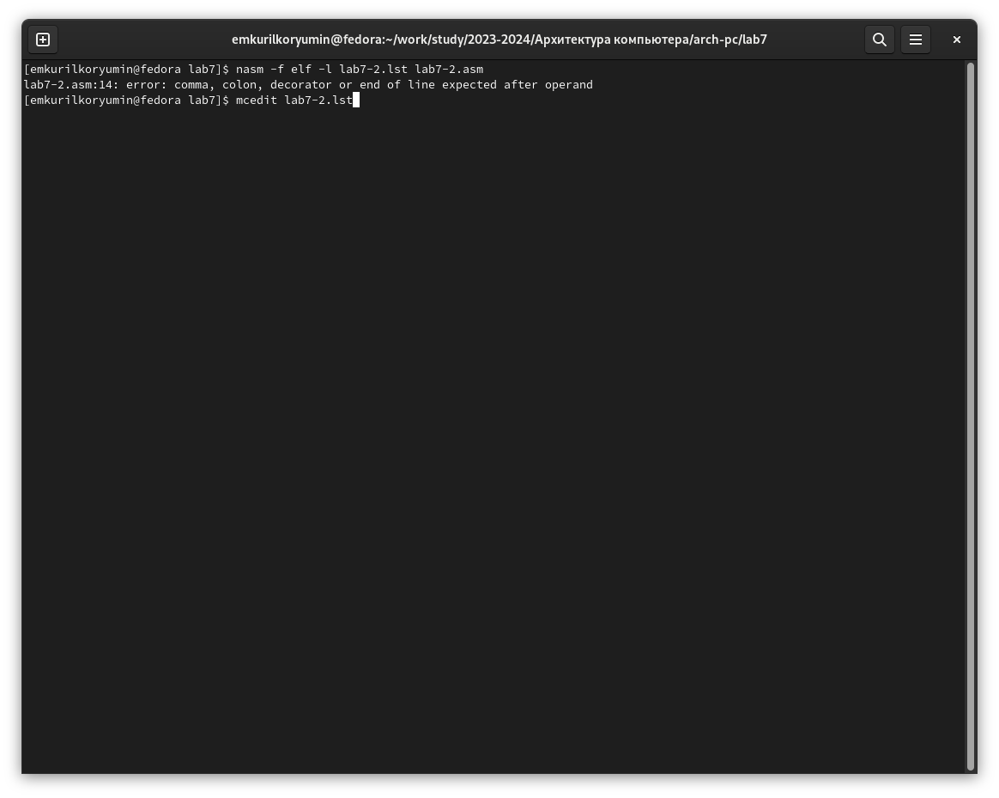 emkurilkoryumin@fedora:~/work/study/2023-2024/Архитектура компьютера/arch-pc/lab7
[emkurilkoryumin@fedora lab7]$ nasm -f elf -l lab7-2.lst lab7-2.asm
lab7-2.asm:14: error: comma, colon, decorator or end of line expected after operand
[emkurilkoryumin@fedora lab7]$ mcedit lab7-2.lst